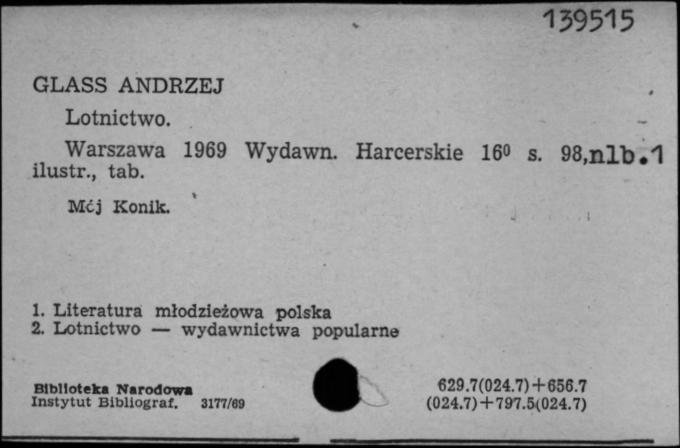 139515
GLASS ANDRZEJ
Lotnictwo.
Warszawa 1969 Wydawn. Harcerskie 16⁰ s. 98,nlb.1
ilustr., tab.
Mój Konik.
1. Literatura młodzieżowa polska
2. Lotnictwo — wydawnictwa popularne
Biblioteka Narodowa
Instytut Bibliograf. 3177/69
629.7(024.7)+656.7
(024.7)+797.5(024.7)